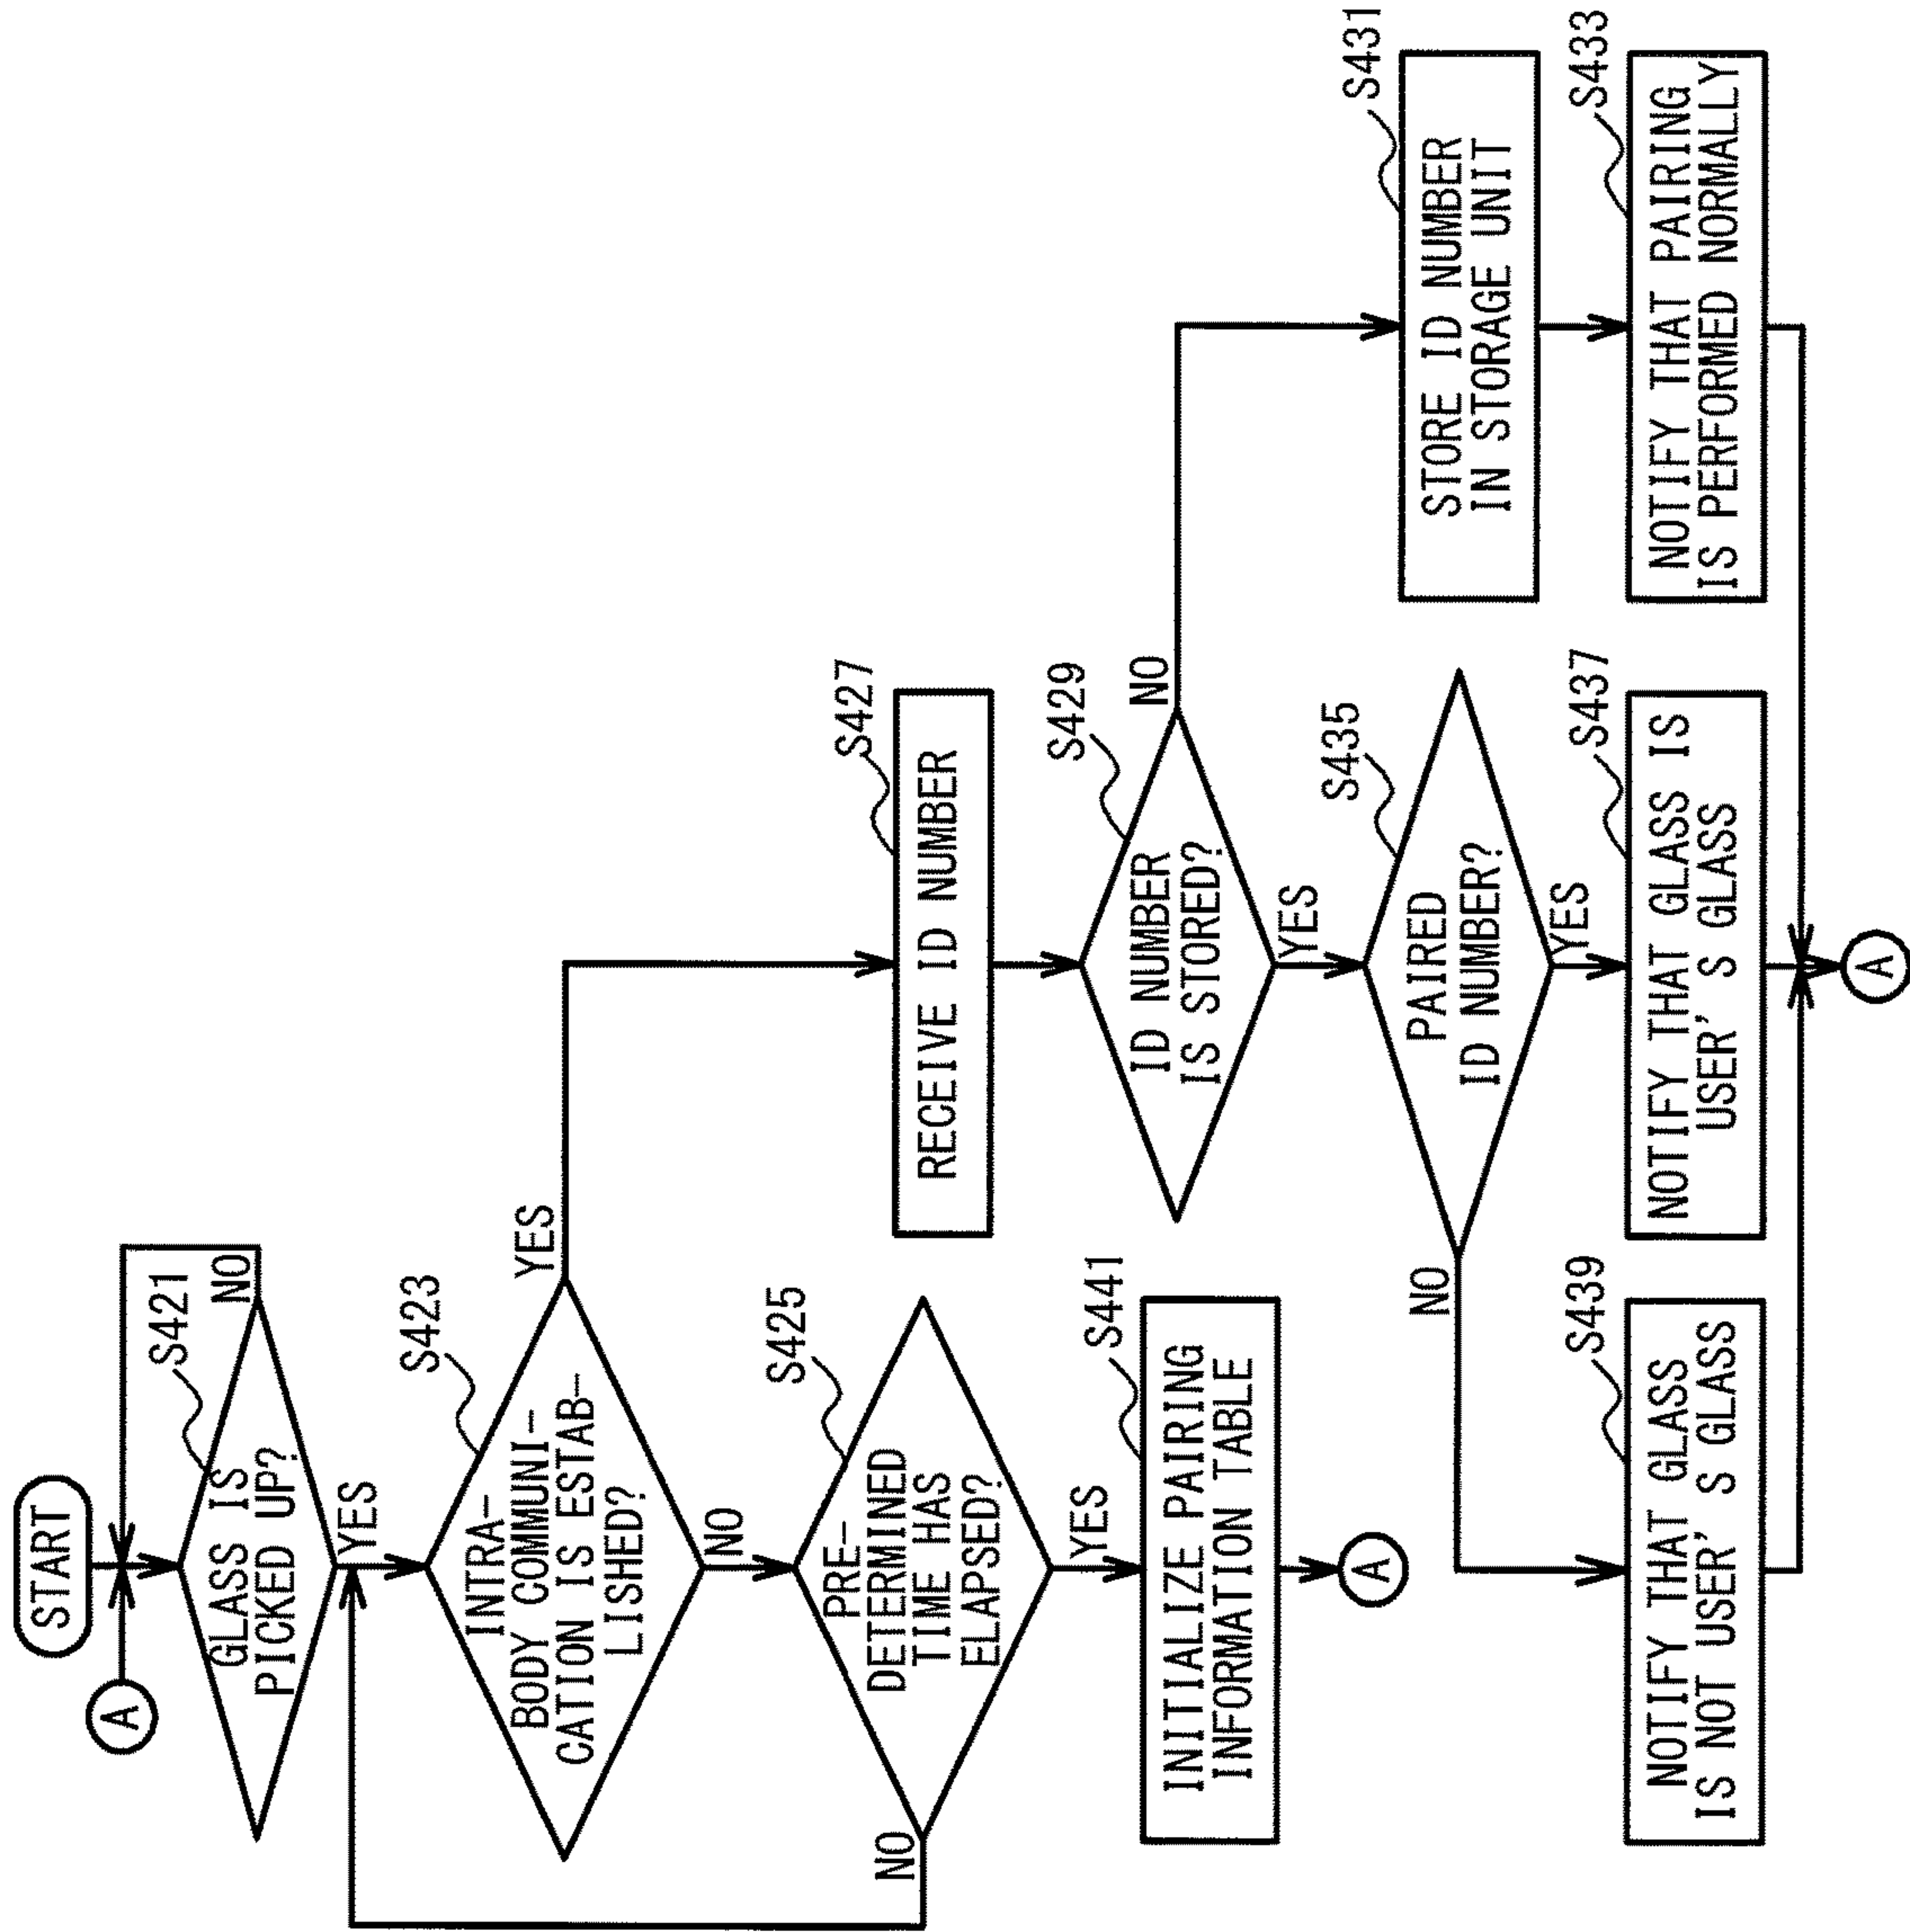 START
A
S421
GLASS IS
PICKED UP?
NO
YES
S423
INTRA-
BODY COMMUNI-
CATION IS ESTAB-
LISHED?
YES
NO
S425
PRE-
DETERMINED
TIME HAS
ELAPSED?
NO
YES
S441
INITIALIZE PAIRING
INFORMATION TABLE
A
S427
RECEIVE ID NUMBER
S429
ID NUMBER
IS STORED?
NO
YES
S431
STORE ID NUMBER
IN STORAGE UNIT
S433
NOTIFY THAT PAIRING
IS PERFORMED NORMALLY
S435
PAIRED
ID NUMBER?
NO
YES
S437
NOTIFY THAT GLASS IS
USER'S GLASS
S439
NOTIFY THAT GLASS
IS NOT USER'S GLASS
A